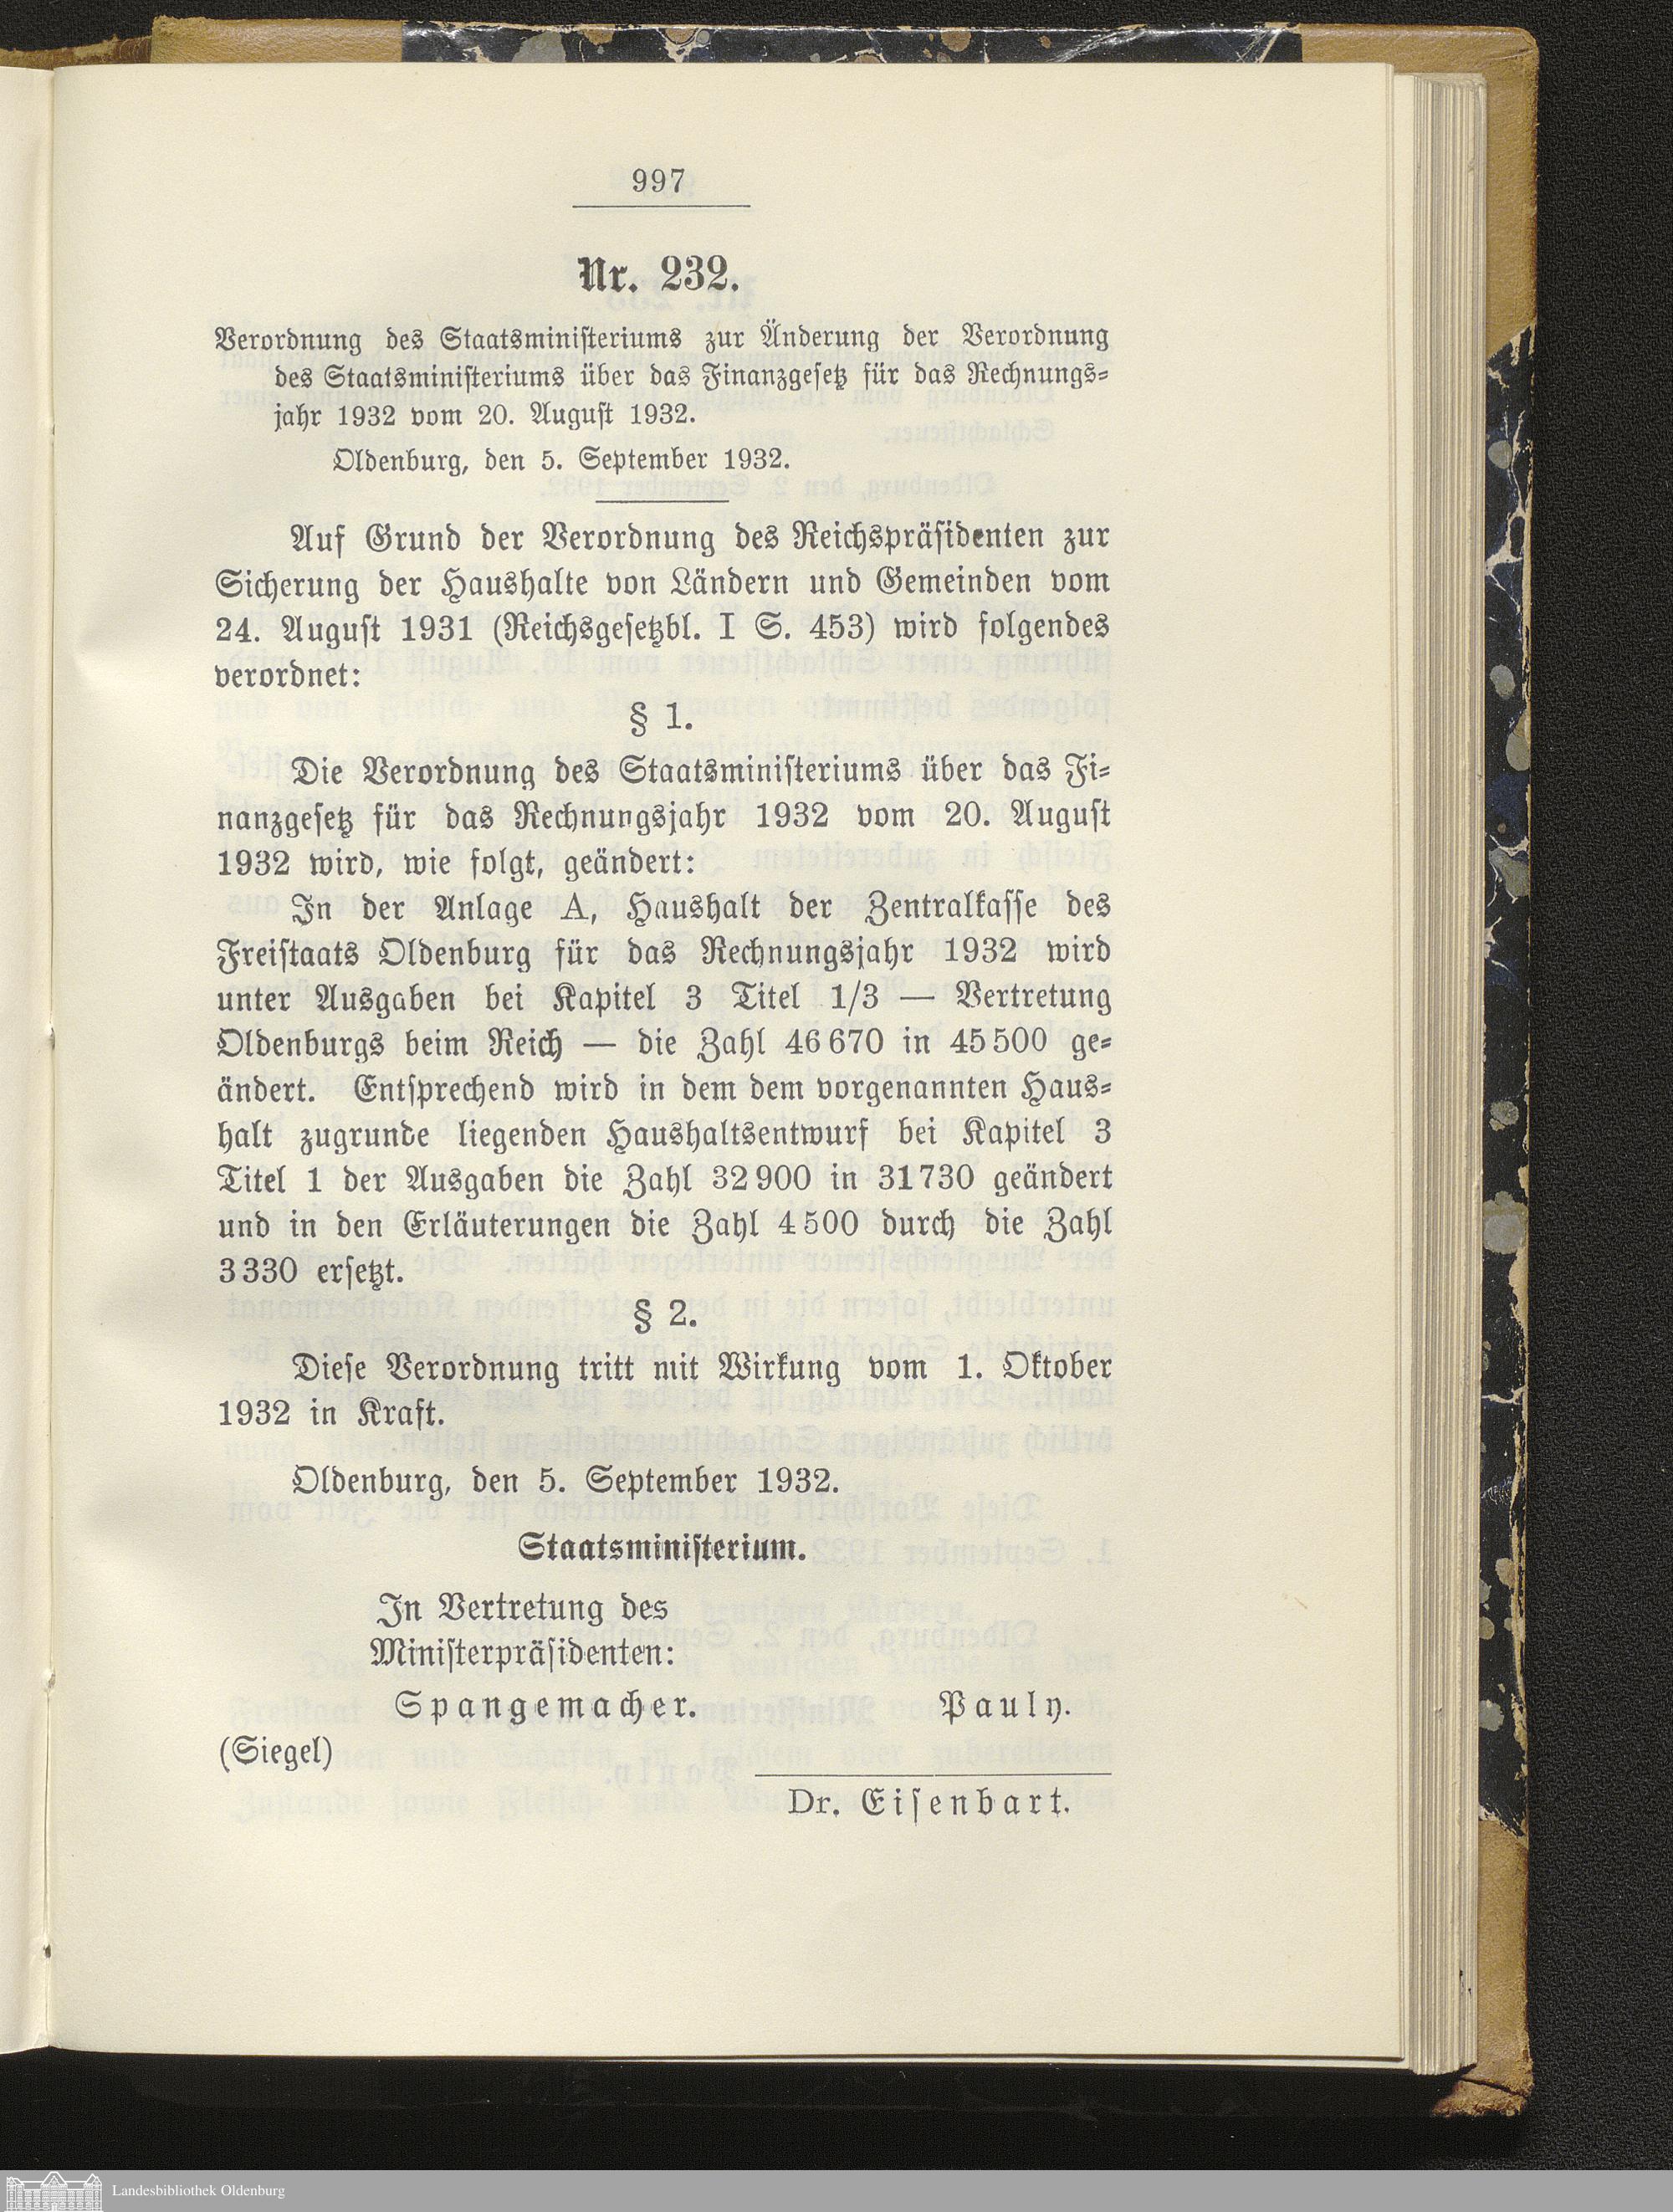 997
Nr. 232.
Verordnung des Staatsministeriums zur Änderung der Verordnung
des Staatsministeriums über das Finanzgesetz für das Rechnungs-
jahr 1932 vom 20. August 1932.
Oldenburg, den 5. September 1932.
Auf Grund der Verordnung des Reichspräsidenten zur
Sicherung der Haushalte von Ländern und Gemeinden vom
24. August 1931 (Reichsgesetzbl. I S. 453) wird folgendes
verordnet:
§ 1.
Die Verordnung des Staatsministeriums über das Fi-
nanzgesetz für das Rechnungsjahr 1932 vom 20. August
1932 wird, wie folgt, geändert:
In der Anlage A, Haushalt der Zentralkasse des
Freistaats Oldenburg für das Rechnungsjahr 1932 wird
unter Ausgaben bei Kapitel 3 Titel 1/3 — Vertretung
Oldenburgs beim Reich — die Zahl 46 670 in 45 500 ge-
ändert. Entsprechend wird in dem dem vorgenannten Haus-
halt zugrunde liegenden Haushaltsentwurf bei Kapitel 3
Titel 1 der Ausgaben die Zahl 32 900 in 31 730 geändert
und in den Erläuterungen die Zahl 4 500 durch die Zahl
3 330 ersetzt.
§ 2.
Diese Verordnung tritt mit Wirkung vom 1. Oktober
1932 in Kraft.
Oldenburg, den 5. September 1932.
Staatsministerium.
In Vertretung des
Ministerpräsidenten:
Spangemacher. Pauly.
(Siegel)
Dr. Eisenbart.
Landesbibliothek Oldenburg